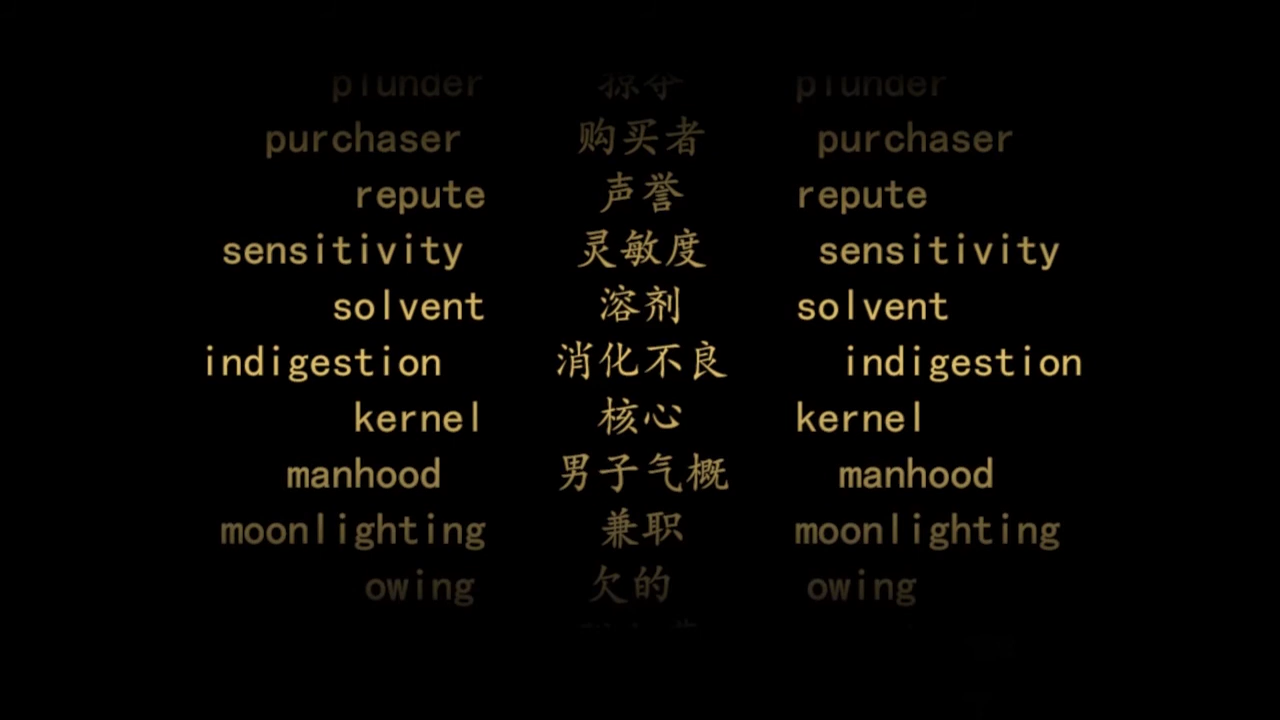 plunder 掠夺 plunder
purchaser 购买者 purchaser
repute 声誉 repute
sensitivity 灵敏度 sensitivity
solvent 溶剂 solvent
indigestion 消化不良 indigestion
kernel 核心 kernel
manhood 男子气概 manhood
moonlighting 兼职 moonlighting
owing 欠的 owing